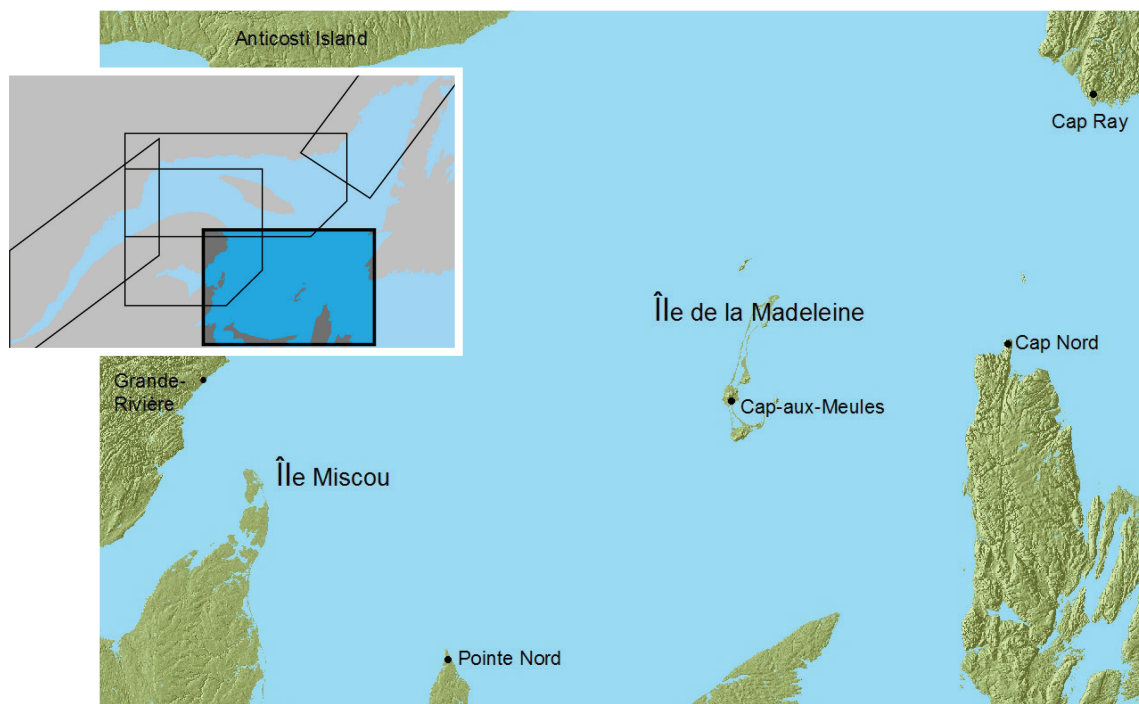 Anticosti Island
Cap Ray
Île de la Madeleine
Cap Nord
Grande-
Rivière
Cap-aux-Meules
Île Miscou
Pointe Nord